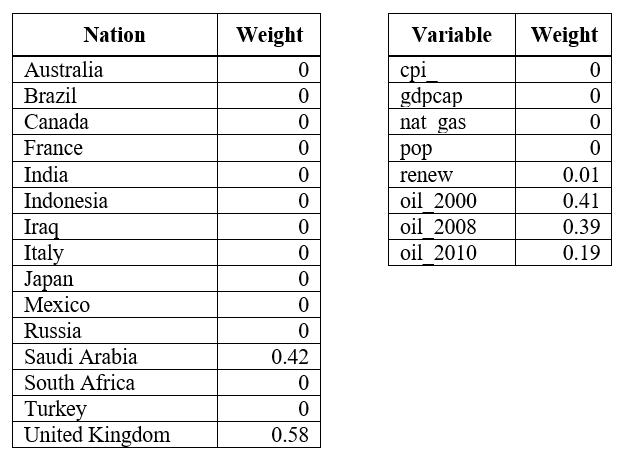 Nation Weight
Australia 0
Brazil 0
Canada 0
France 0
India 0
Indonesia 0
Iraq 0
Italy 0
Japan 0
Mexico 0
Russia 0
Saudi Arabia 0.42
South Africa 0
Turkey 0
United Kingdom 0.58
Variable Weight
cpi_ 0
gdpcap 0
nat_gas 0
pop 0
renew 0.01
oil_2000 0.41
oil_2008 0.39
oil_2010 0.19